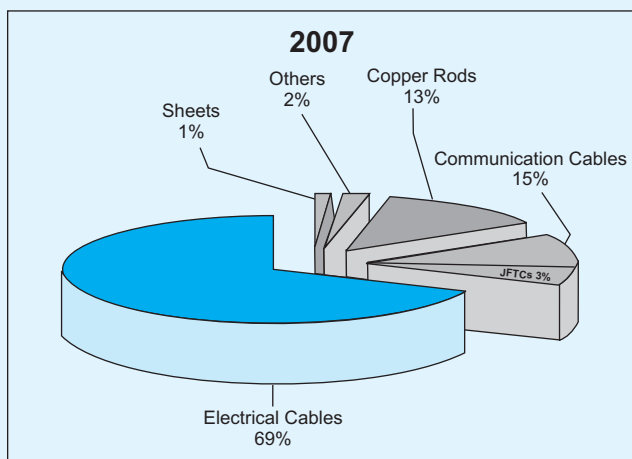 2007
Others
2%
Copper Rods
13%
Sheets
1%
Communication Cables
15%
JFTCs 3%
Electrical Cables
69%